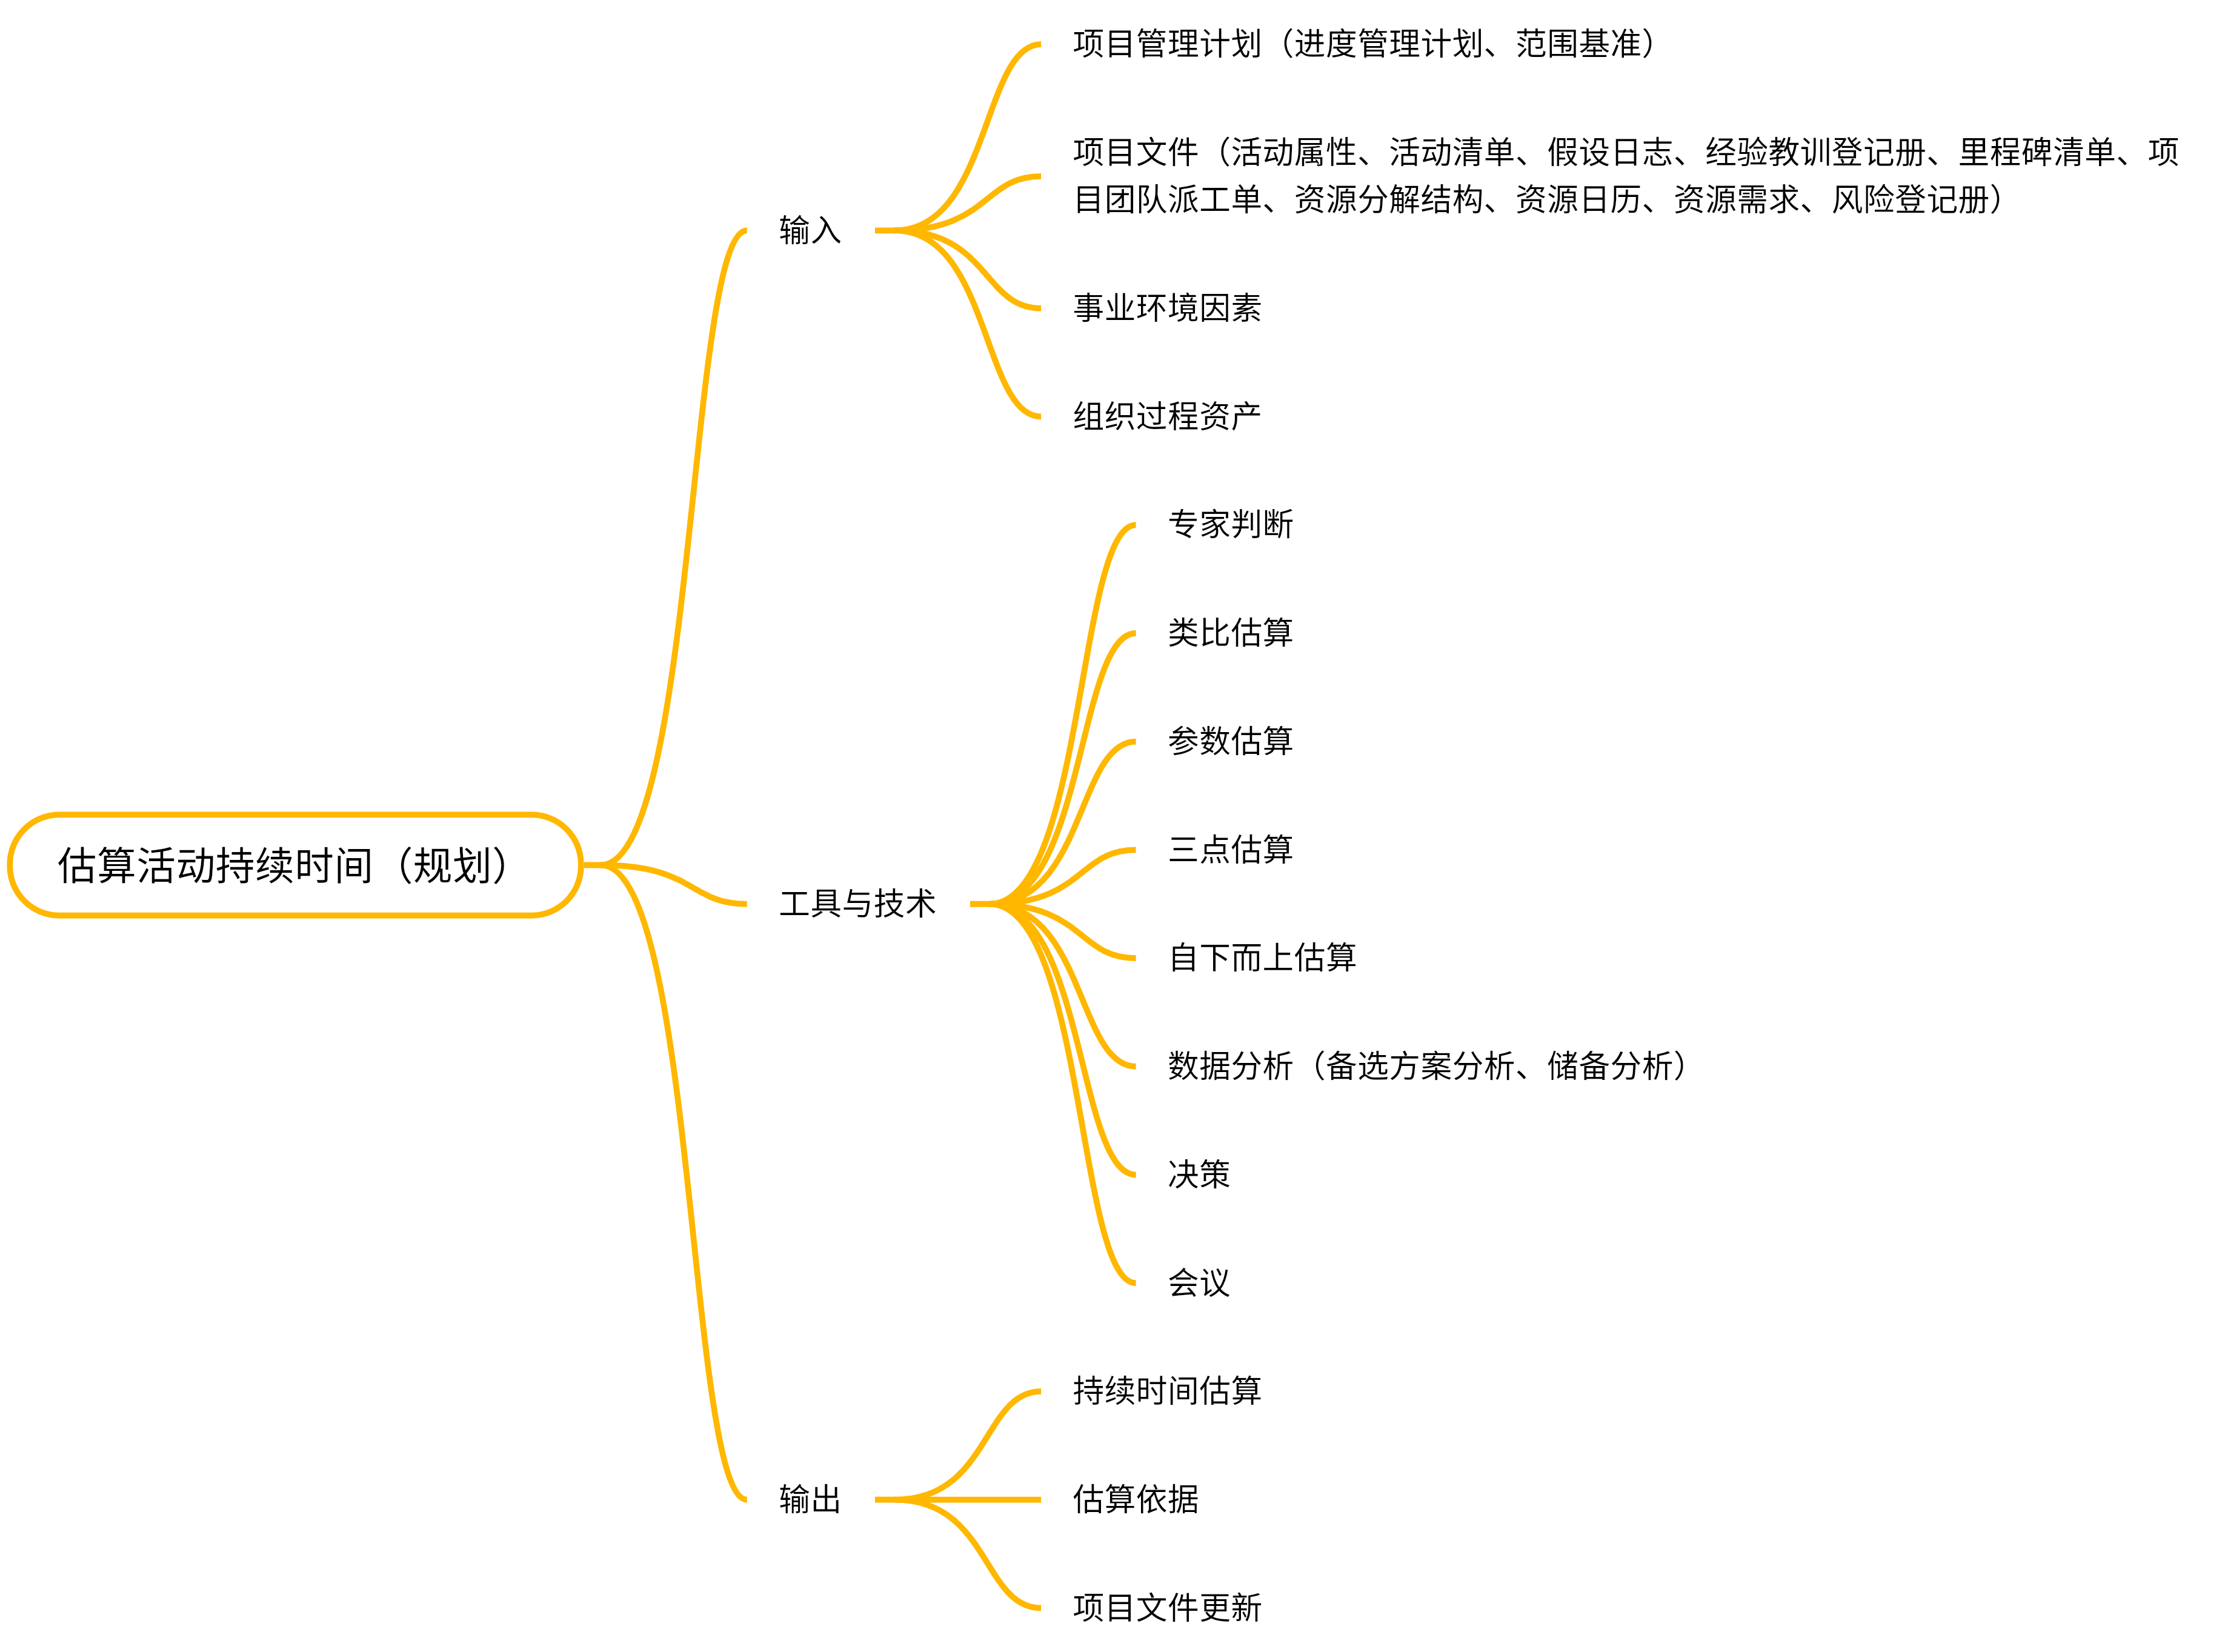 项目管理计划（进度管理计划、范围基准）
项目文件（活动属性、活动清单、假设日志、经验教训登记册、里程碑清单、项
目团队派工单、资源分解结构、资源日历、资源需求、风险登记册）
输入
事业环境因素
组织过程资产
专家判断
类比估算
参数估算
三点估算
估算活动持续时间（规划）
工具与技术
自下而上估算
数据分析（备选方案分析、储备分析）
决策
会议
持续时间估算
输出
估算依据
项目文件更新